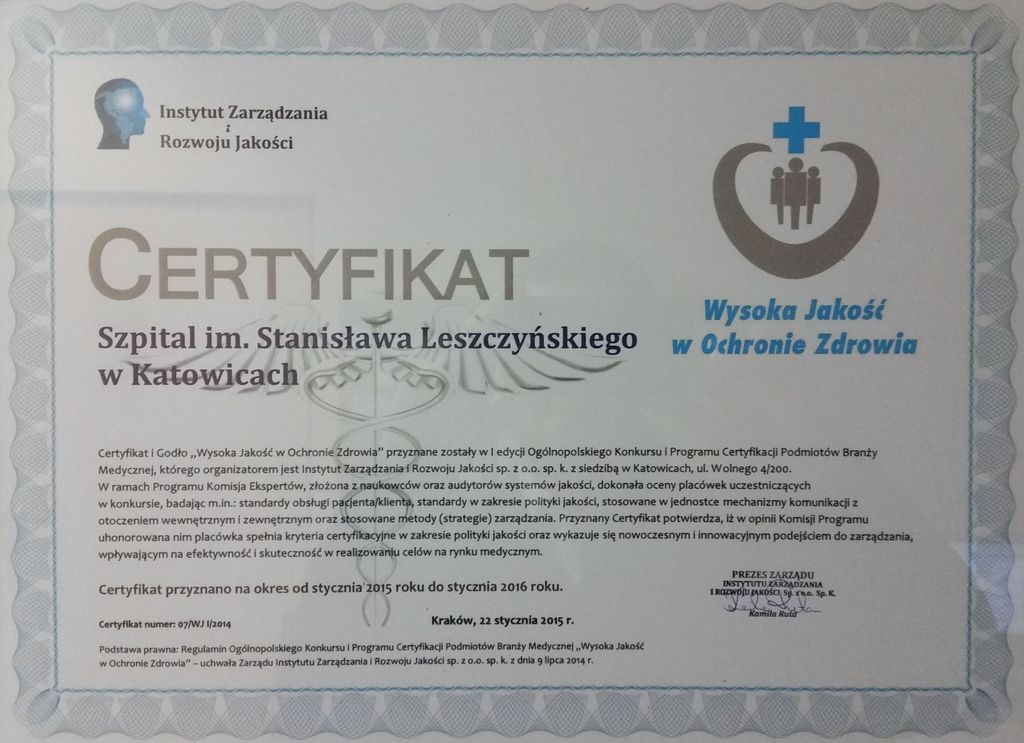 Instytut Zarządzania
i
Rozwoju Jakości
CERTYFIKAT
Szpital im. Stanisława Leszczyńskiego
w Katowicach
Wysoka Jakość
w Ochronie Zdrowia
Certyfikat i Godło „Wysoka Jakość w Ochronie Zdrowia” przyznane zostały w I edycji Ogólnopolskiego Konkursu i Programu Certyfikacji Podmiotów Branży
Medycznej, którego organizatorem jest Instytut Zarządzania i Rozwoju Jakości sp. z o.o. sp. k. z siedzibą w Katowicach, ul. Wolnego 4/200.
W ramach Programu Komisja Ekspertów, złożona z naukowców oraz audytorów systemów jakości, dokonała oceny placówek uczestniczących
w konkursie, badając m.in.: standardy obsługi pacjenta/klienta, standardy w zakresie polityki jakości, stosowane w jednostce mechanizmy komunikacji z
otoczeniem wewnętrznym i zewnętrznym oraz stosowane metody (strategie) zarządzania. Przyznany Certyfikat potwierdza, iż w opinii Komisji Programu
uhonorowana nim placówka spełnia kryteria certyfikacyjne w zakresie polityki jakości oraz wykazuje się nowoczesnym i innowacyjnym podejściem do zarządzania,
wpływającym na efektywność i skuteczność w realizowaniu celów na rynku medycznym.
Certyfikat przyznano na okres od stycznia 2015 roku do stycznia 2016 roku.
PREZES ZARZĄDU
INSTYTUTU ZARZĄDZANIA
I ROZWOJU JAKOŚCI Sp. z o.o. Sp. K.
Kamila Ruta
Certyfikat numer: 07/WJ I/2014
Kraków, 22 stycznia 2015 r.
Podstawa prawna: Regulamin Ogólnopolskiego Konkursu i Programu Certyfikacji Podmiotów Branży Medycznej „Wysoka Jakość
w Ochronie Zdrowia” – uchwała Zarządu Instytutu Zarządzania i Rozwoju Jakości sp. z o.o. sp. k. z dnia 9 lipca 2014 r.